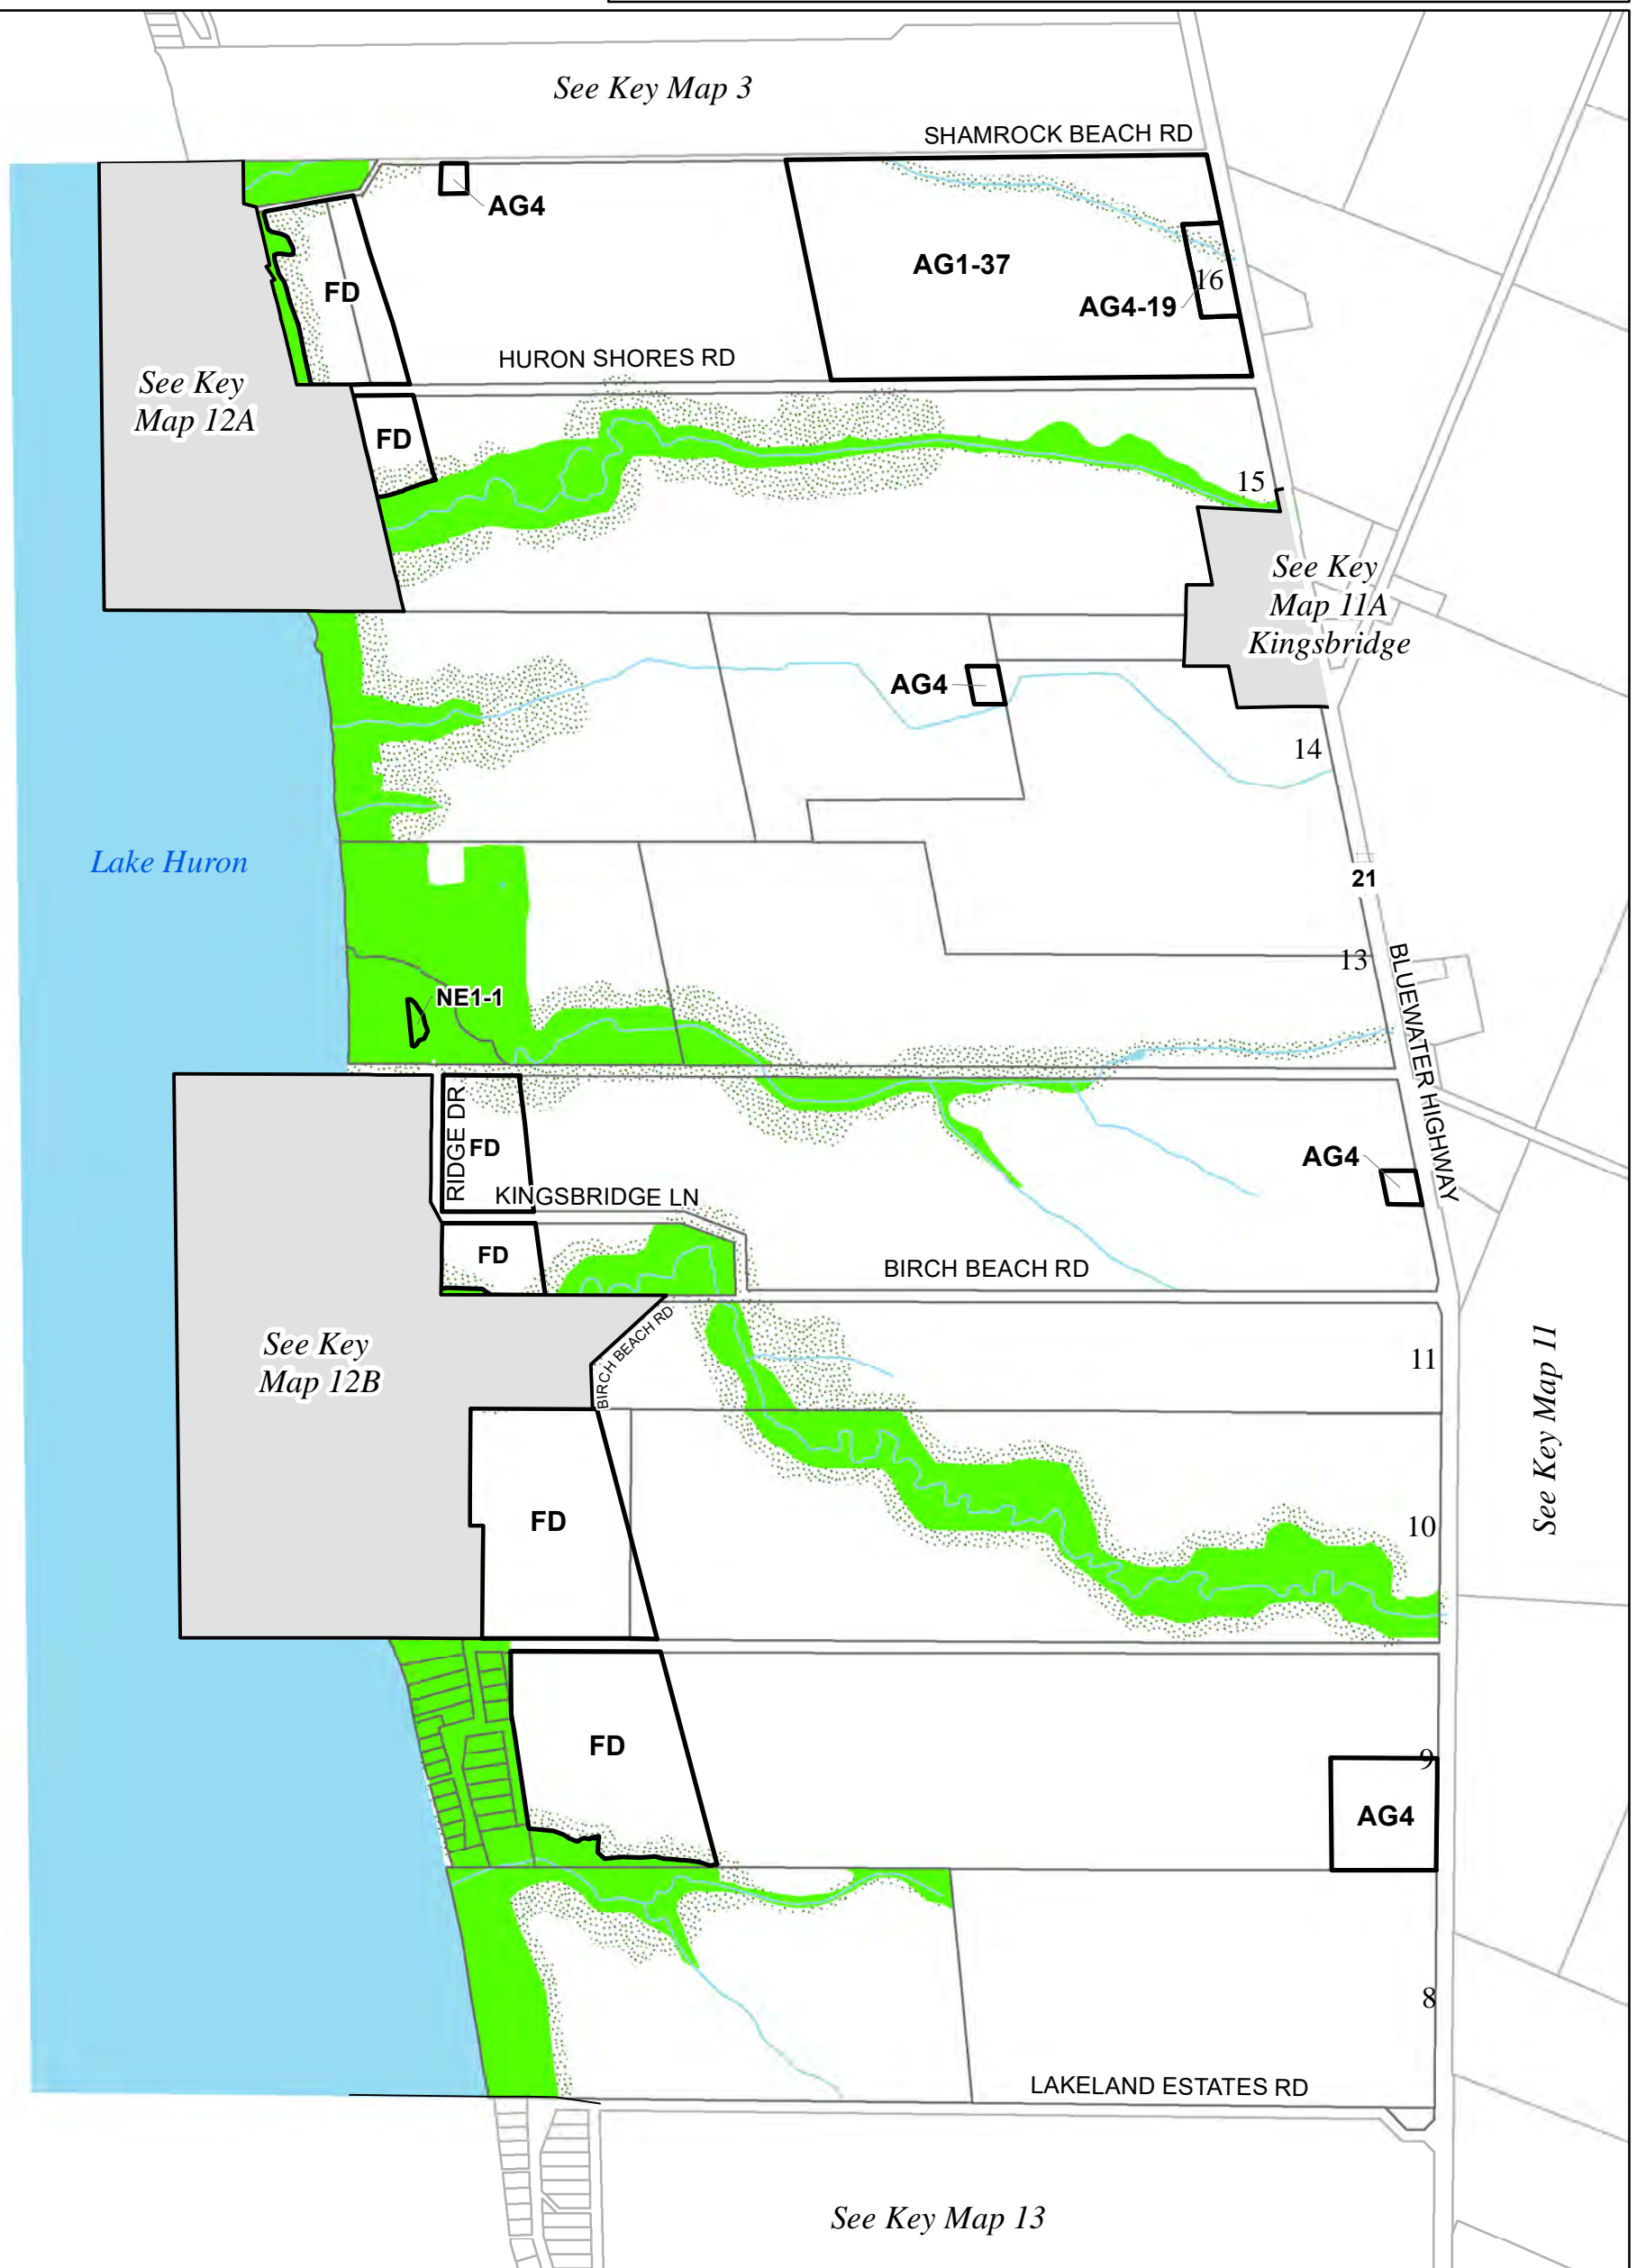 See Key Map 3
SHAMROCK BEACH RD
AG4
AG1-37
16
AG4-19
FD
HURON SHORES RD
See Key
Map 12A
FD
15
See Key
Map 11A
Kingsbridge
AG4
14
Lake Huron
21
13
BLUEWATER HIGHWAY
NE1-1
RIDGE DR
FD
AG4
KINGSBRIDGE LN
FD
BIRCH BEACH RD
See Key
Map 12B
BIRCH BEACH RD
11
See Key Map 11
FD
10
FD
9
AG4
8
LAKELAND ESTATES RD
See Key Map 13